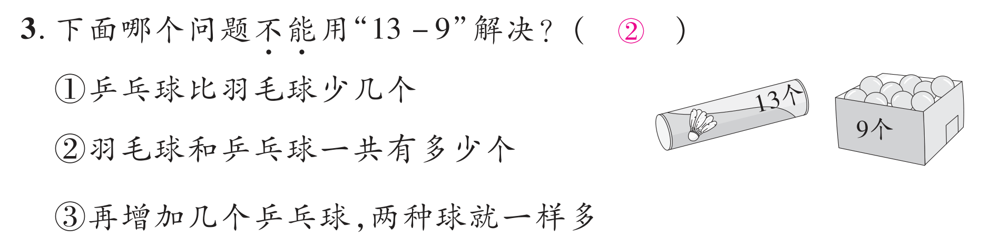 3. 下面哪个问题不能用“13－9”解决？（ ② ）
①乒乓球比羽毛球少几个
13个
9个
②羽毛球和乒乓球一共有多少个
③再增加几个乒乓球，两种球就一样多